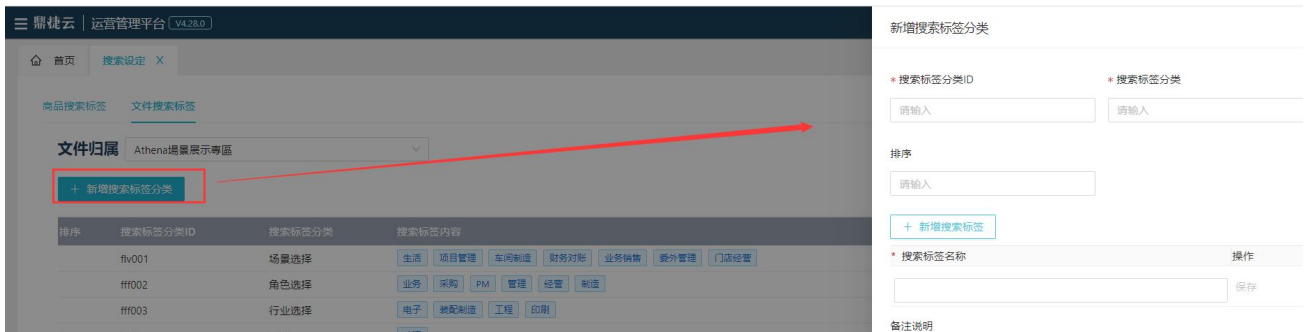 鼎捷云 | 运营管理平台 V4.28.0
首页 搜索设定 X
商品搜索标签 文件搜索标签
文件归属 Athena場景展示專區
+ 新增搜索标签分类
排序 搜索标签分类ID 搜索标签分类 搜索标签内容
flv001 场景选择 生活 项目管理 车间制造 财务对账 业务销售 委外管理 门店经营
fff002 角色选择 业务 采购 PM 管理 经营 制造
fff003 行业选择 电子 装配制造 工程 印刷
新增搜索标签分类
* 搜索标签分类ID * 搜索标签分类
请输入 请输入
排序
请输入
+ 新增搜索标签
* 搜索标签名称 操作
保存
备注说明